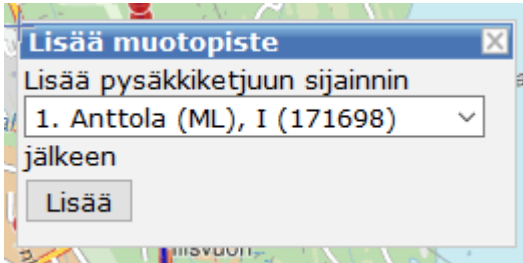 Lisää muotopiste
Lisää pysäkkiketjuun sijainnin
1. Anttola (ML), I (171698)
jälkeen
Lisää